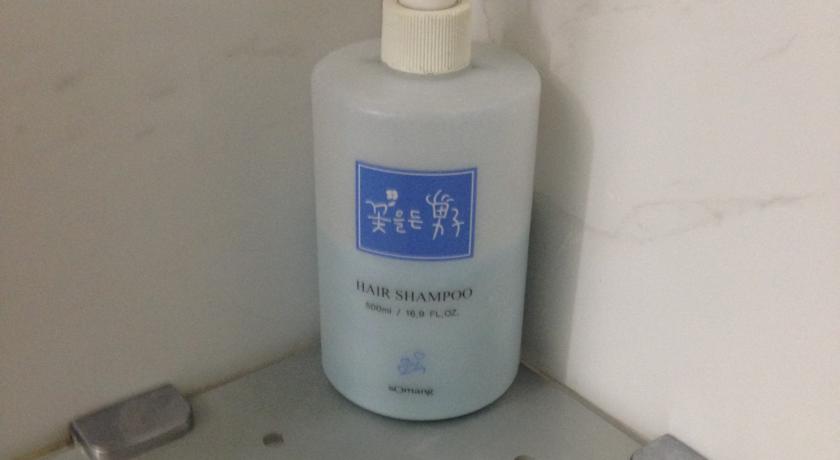 꽃을든 男子
HAIR SHAMPOO
500ml / 16.9 FL.OZ.
sOmang